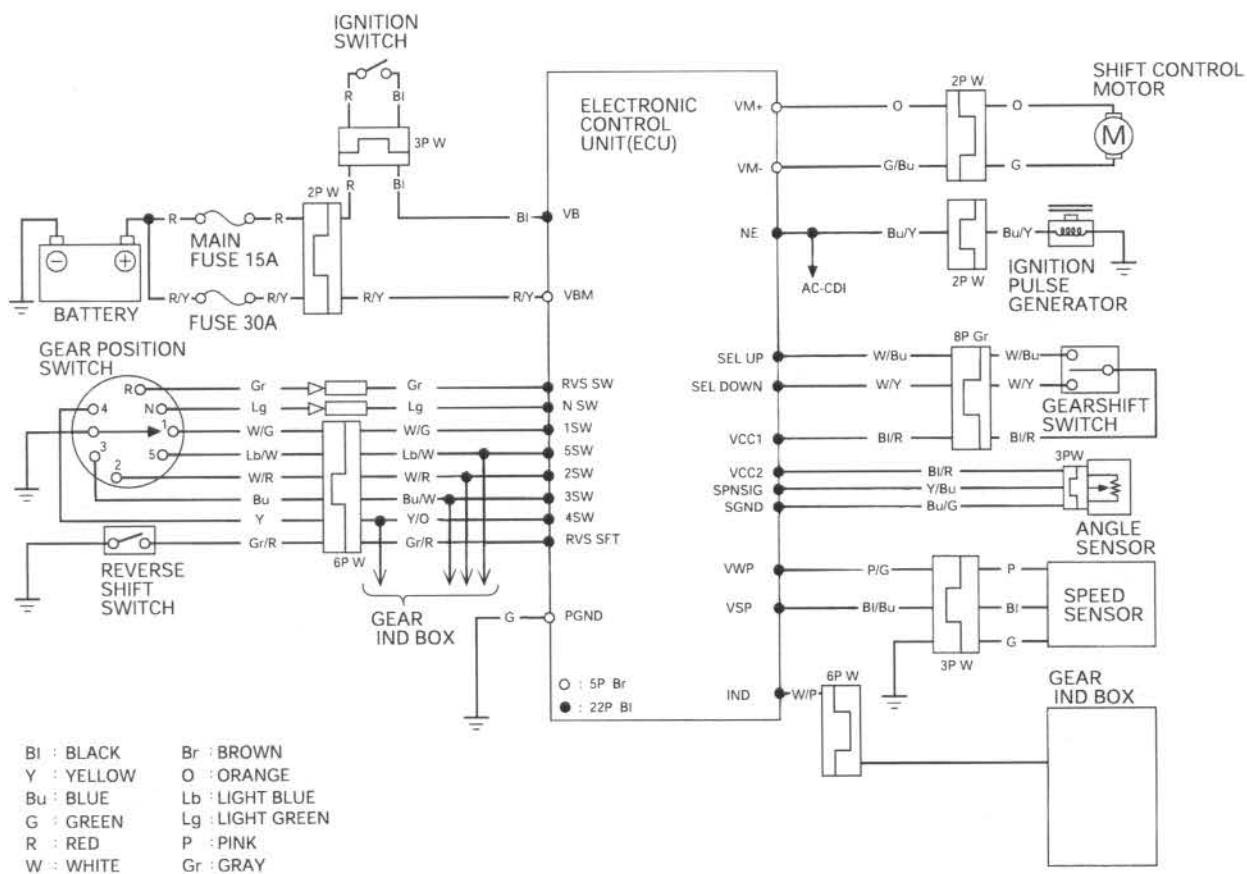 IGNITION
SWITCH
R
Bl
3P W
R
Bl
2P W
R
MAIN
FUSE 15A
R
Bl
VB
BATTERY
R/Y
FUSE 30A
R/Y
R/Y
R/Y
VBM
ELECTRONIC
CONTROL
UNIT(ECU)
GEAR POSITION
SWITCH
R
4
N
1
3
5
2
Gr
Gr
RVS SW
Lg
Lg
N SW
W/G
W/G
1SW
Lb/W
Lb/W
5SW
W/R
W/R
2SW
Bu
Bu/W
3SW
Y
Y/O
4SW
Gr/R
Gr/R
RVS SFT
6P W
REVERSE
SHIFT
SWITCH
GEAR
IND BOX
G
PGND
: 5P Br
: 22P Bl
VM+
O
2P W
O
SHIFT CONTROL
MOTOR
M
VM-
G/Bu
G
NE
Bu/Y
Bu/Y
AC-CDI
2P W
IGNITION
PULSE
GENERATOR
8P Gr
SEL UP
W/Bu
W/Bu
SEL DOWN
W/Y
W/Y
GEARSHIFT
SWITCH
VCC1
Bl/R
Bl/R
3PW
VCC2
Bl/R
SPNSIG
Y/Bu
SGND
Bu/G
ANGLE
SENSOR
VWP
P/G
P
VSP
Bl/Bu
Bl
G
SPEED
SENSOR
3P W
IND
W/P
6P W
GEAR
IND BOX
Bl : BLACK
Br : BROWN
Y : YELLOW
O : ORANGE
Bu : BLUE
Lb : LIGHT BLUE
G : GREEN
Lg : LIGHT GREEN
R : RED
P : PINK
W : WHITE
Gr : GRAY